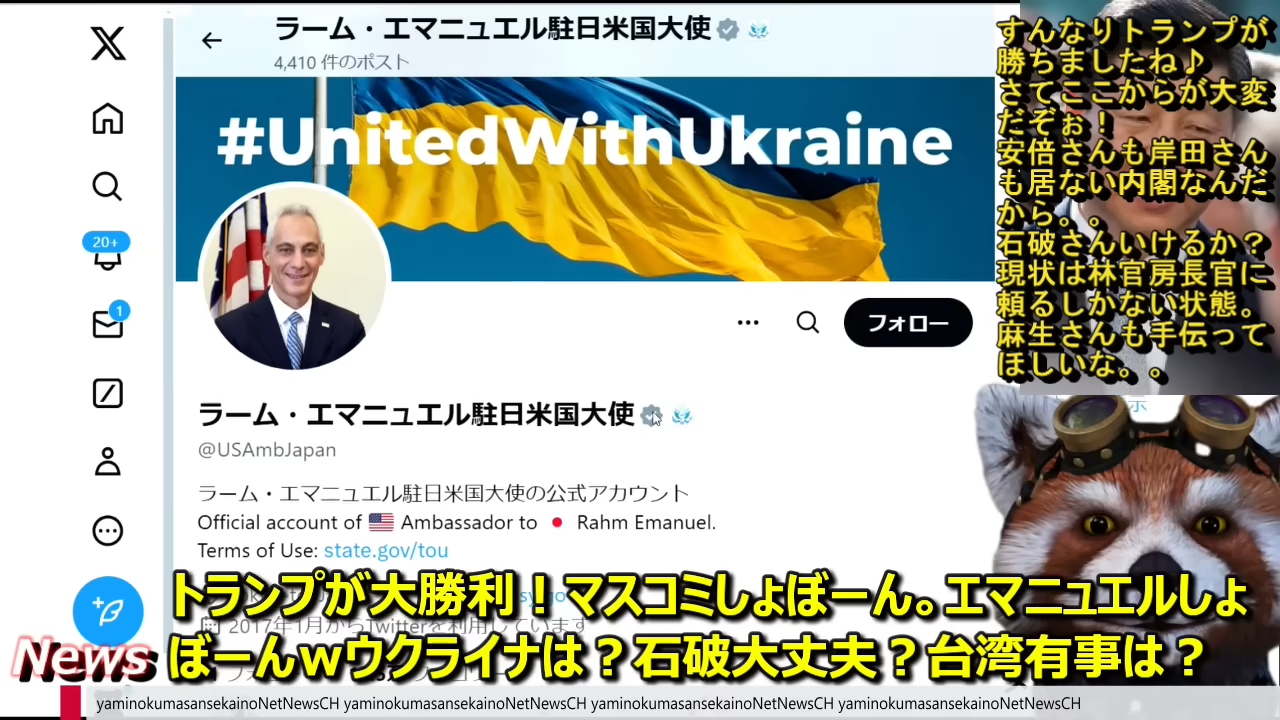 ラーム・エマニュエル駐日米国大使
4,410 件のポスト
#UnitedWithUkraine
20+
1
フォロー
ラーム・エマニュエル駐日米国大使
@USAmbJapan
ラーム・エマニュエル駐日米国大使の公式アカウント
Official account of Ambassador to Rahm Emanuel.
Terms of Use: state.gov/tou
2017年1月からTwitterを利用しています
すんなりトランプが
勝ちましたね♪
さてここからが大変
だぞぉ！
安倍さんも岸田さん
も居ない内閣なんだ
から。。
石破さんいけるか？
現状は林官房長官に
頼るしかない状態。
麻生さんも手伝って
ほしいな。。
示
トランプが大勝利！マスコミしょぼーん。エマニュエルしょ
ぼーんwウクライナは？石破大丈夫？台湾有事は？
News
yaminokumasansekainoNetNewsCH yaminokumasansekainoNetNewsCH yaminokumasansekainoNetNewsCH yaminokumasansekainoNetNewsCH